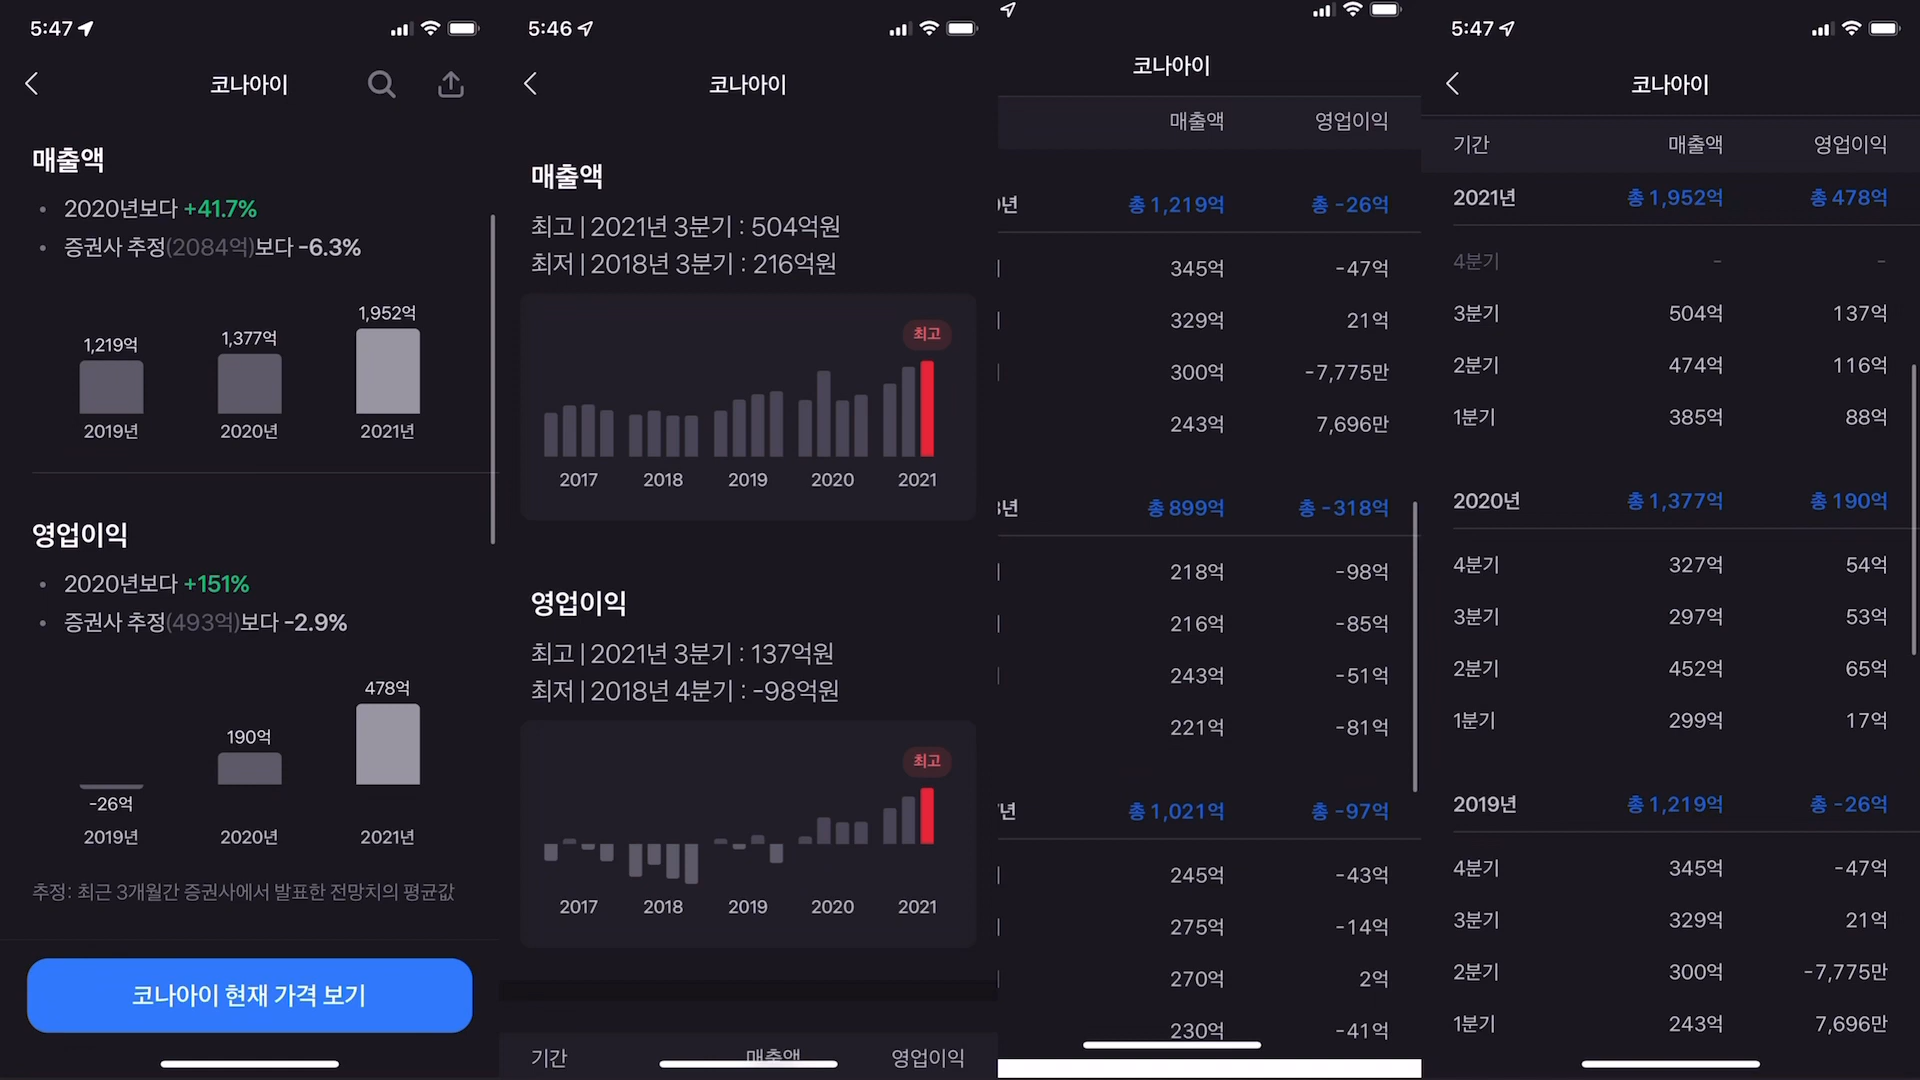 5:47
코나아이
매출액
• 2020년보다 +41.7%
• 증권사 추정(2084억)보다 -6.3%
1,219억 1,377억 1,952억
2019년 2020년 2021년
영업이익
• 2020년보다 +151%
• 증권사 추정(493억)보다 -2.9%
-26억 190억 478억
2019년 2020년 2021년
추정: 최근 3개월간 증권사에서 발표한 전망치의 평균값
코나아이 현재 가격 보기
5:46
코나아이
매출액
최고 | 2021년 3분기 : 504억원
최저 | 2018년 3분기 : 216억원
최고
2017 2018 2019 2020 2021
영업이익
최고 | 2021년 3분기 : 137억원
최저 | 2018년 4분기 : -98억원
최고
2017 2018 2019 2020 2021
기간 매출액 영업이익
코나아이
매출액 영업이익
년 총 1,219억 총 -26억
345억 -47억
329억 21억
300억 -7,775만
243억 7,696만
년 총 899억 총 -318억
218억 -98억
216억 -85억
243억 -51억
221억 -81억
년 총 1,021억 총 -97억
245억 -43억
275억 -14억
270억 2억
230억 -41억
5:47
코나아이
기간 매출액 영업이익
2021년 총 1,952억 총 478억
4분기 - -
3분기 504억 137억
2분기 474억 116억
1분기 385억 88억
2020년 총 1,377억 총 190억
4분기 327억 54억
3분기 297억 53억
2분기 452억 65억
1분기 299억 17억
2019년 총 1,219억 총 -26억
4분기 345억 -47억
3분기 329억 21억
2분기 300억 -7,775만
1분기 243억 7,696만